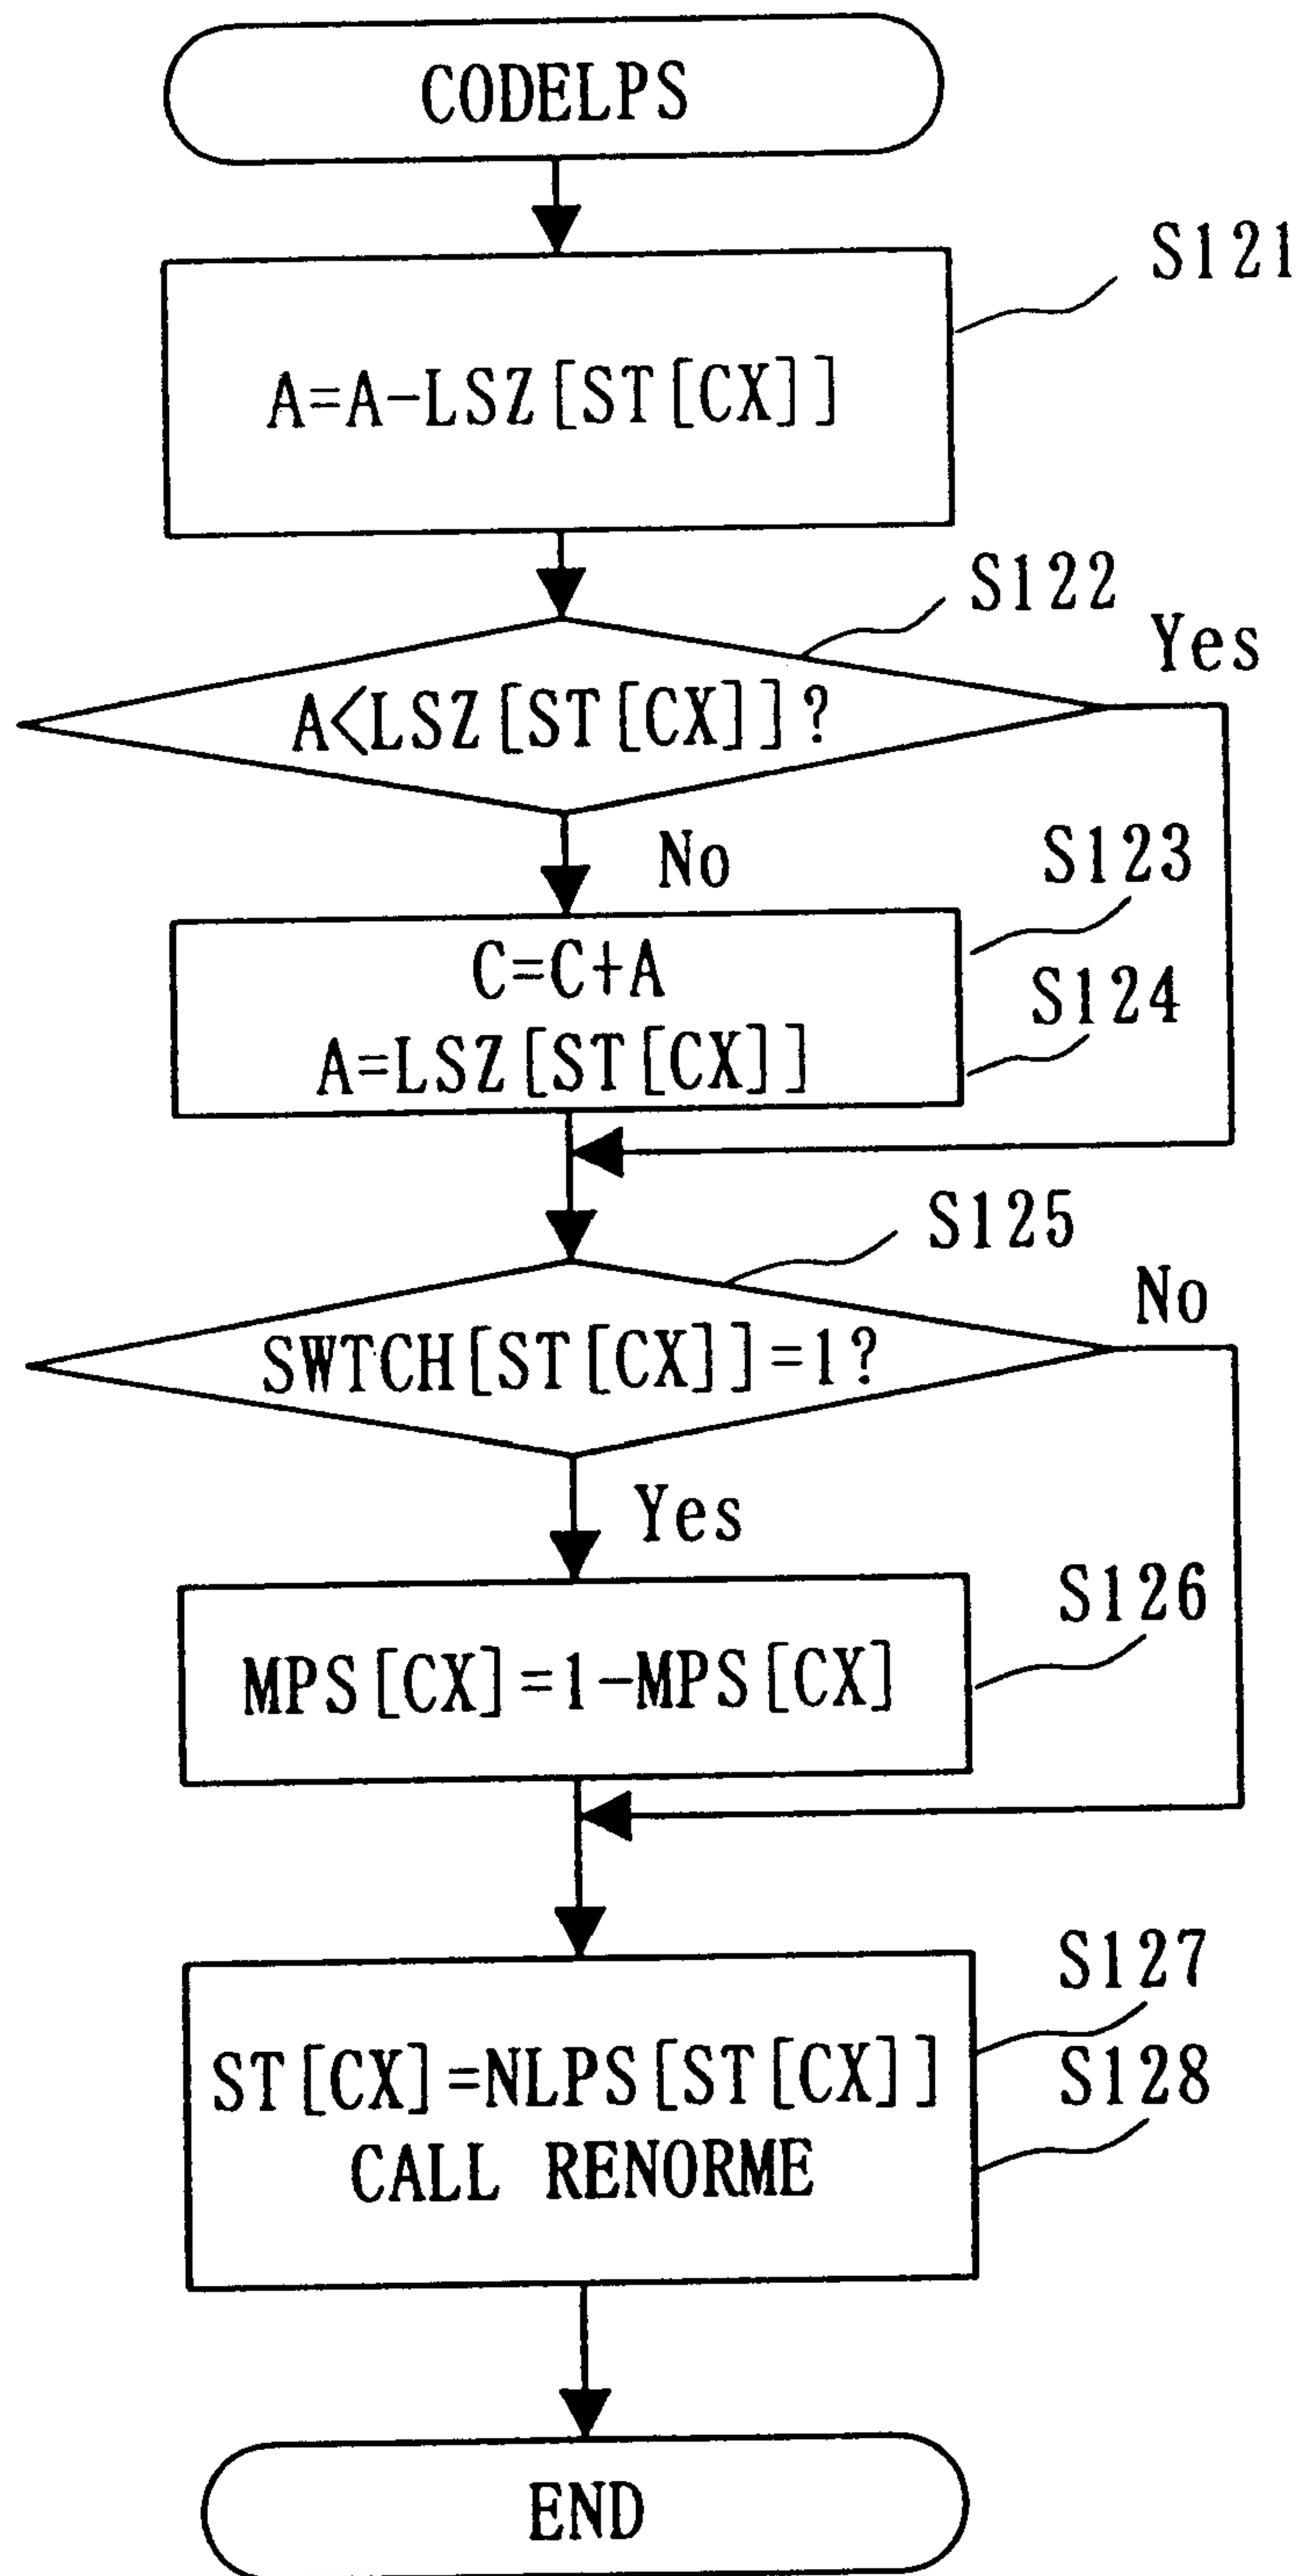 CODELPS
S121
A=A-LSZ[ST[CX]]
S122
Yes
A<LSZ[ST[CX]]?
No
S123
C=C+A
S124
A=LSZ[ST[CX]]
S125
No
SWTCH[ST[CX]]=1?
Yes
S126
MPS[CX]=1-MPS[CX]
S127
ST[CX]=NLPS[ST[CX]]
S128
CALL RENORME
END